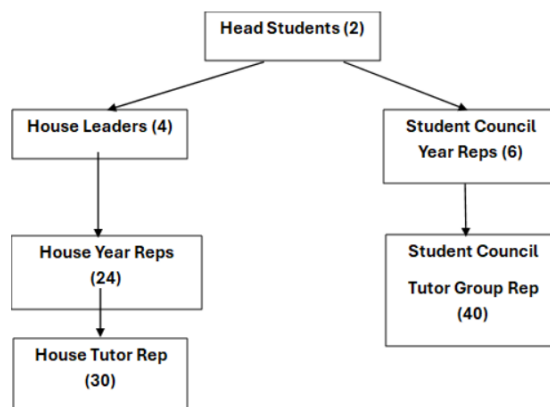 Head Students (2)
House Leaders (4)
Student Council
Year Reps (6)
House Year Reps
(24)
Student Council
Tutor Group Rep
(40)
House Tutor Rep
(30)